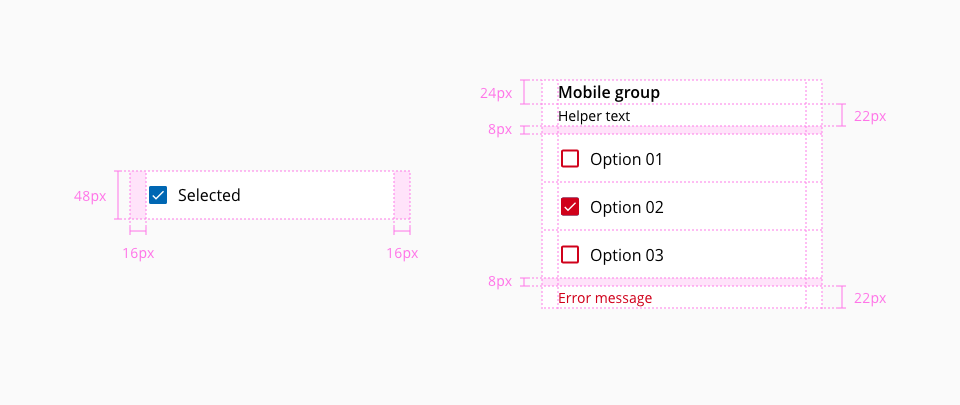 48px
Selected
16px
16px
24px
Mobile group
Helper text
22px
8px
Option 01
Option 02
Option 03
8px
Error message
22px